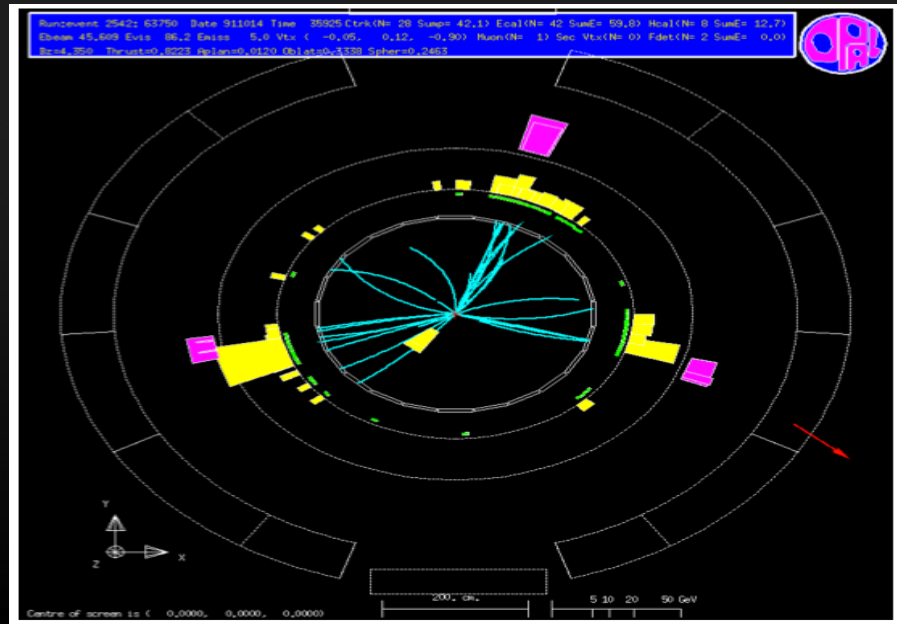 Run:event 2542: 63750 Date 911014 Time 35925 Ctrk(N= 28 Sump= 42.1) Ecal(N= 42 SumE= 59.8) Hcal(N= 8 SumE= 12.7)
Ebeam 45.609 Evis 86.2 Emiss 5.0 Vtx ( -0.05, 0.12, -0.90) Muon(N= 1) Sec Vtx(N= 0) Fdet(N= 2 SumE= 0.0)
Bz=4.350 Thrust=0.8223 Aplan=0.0120 Oblat=0.3338 Spher=0.2463
OPAL
Y
Z X
200. cm.
5 10 20 50 GeV
Centre of screen is ( 0.0000, 0.0000, 0.0000)